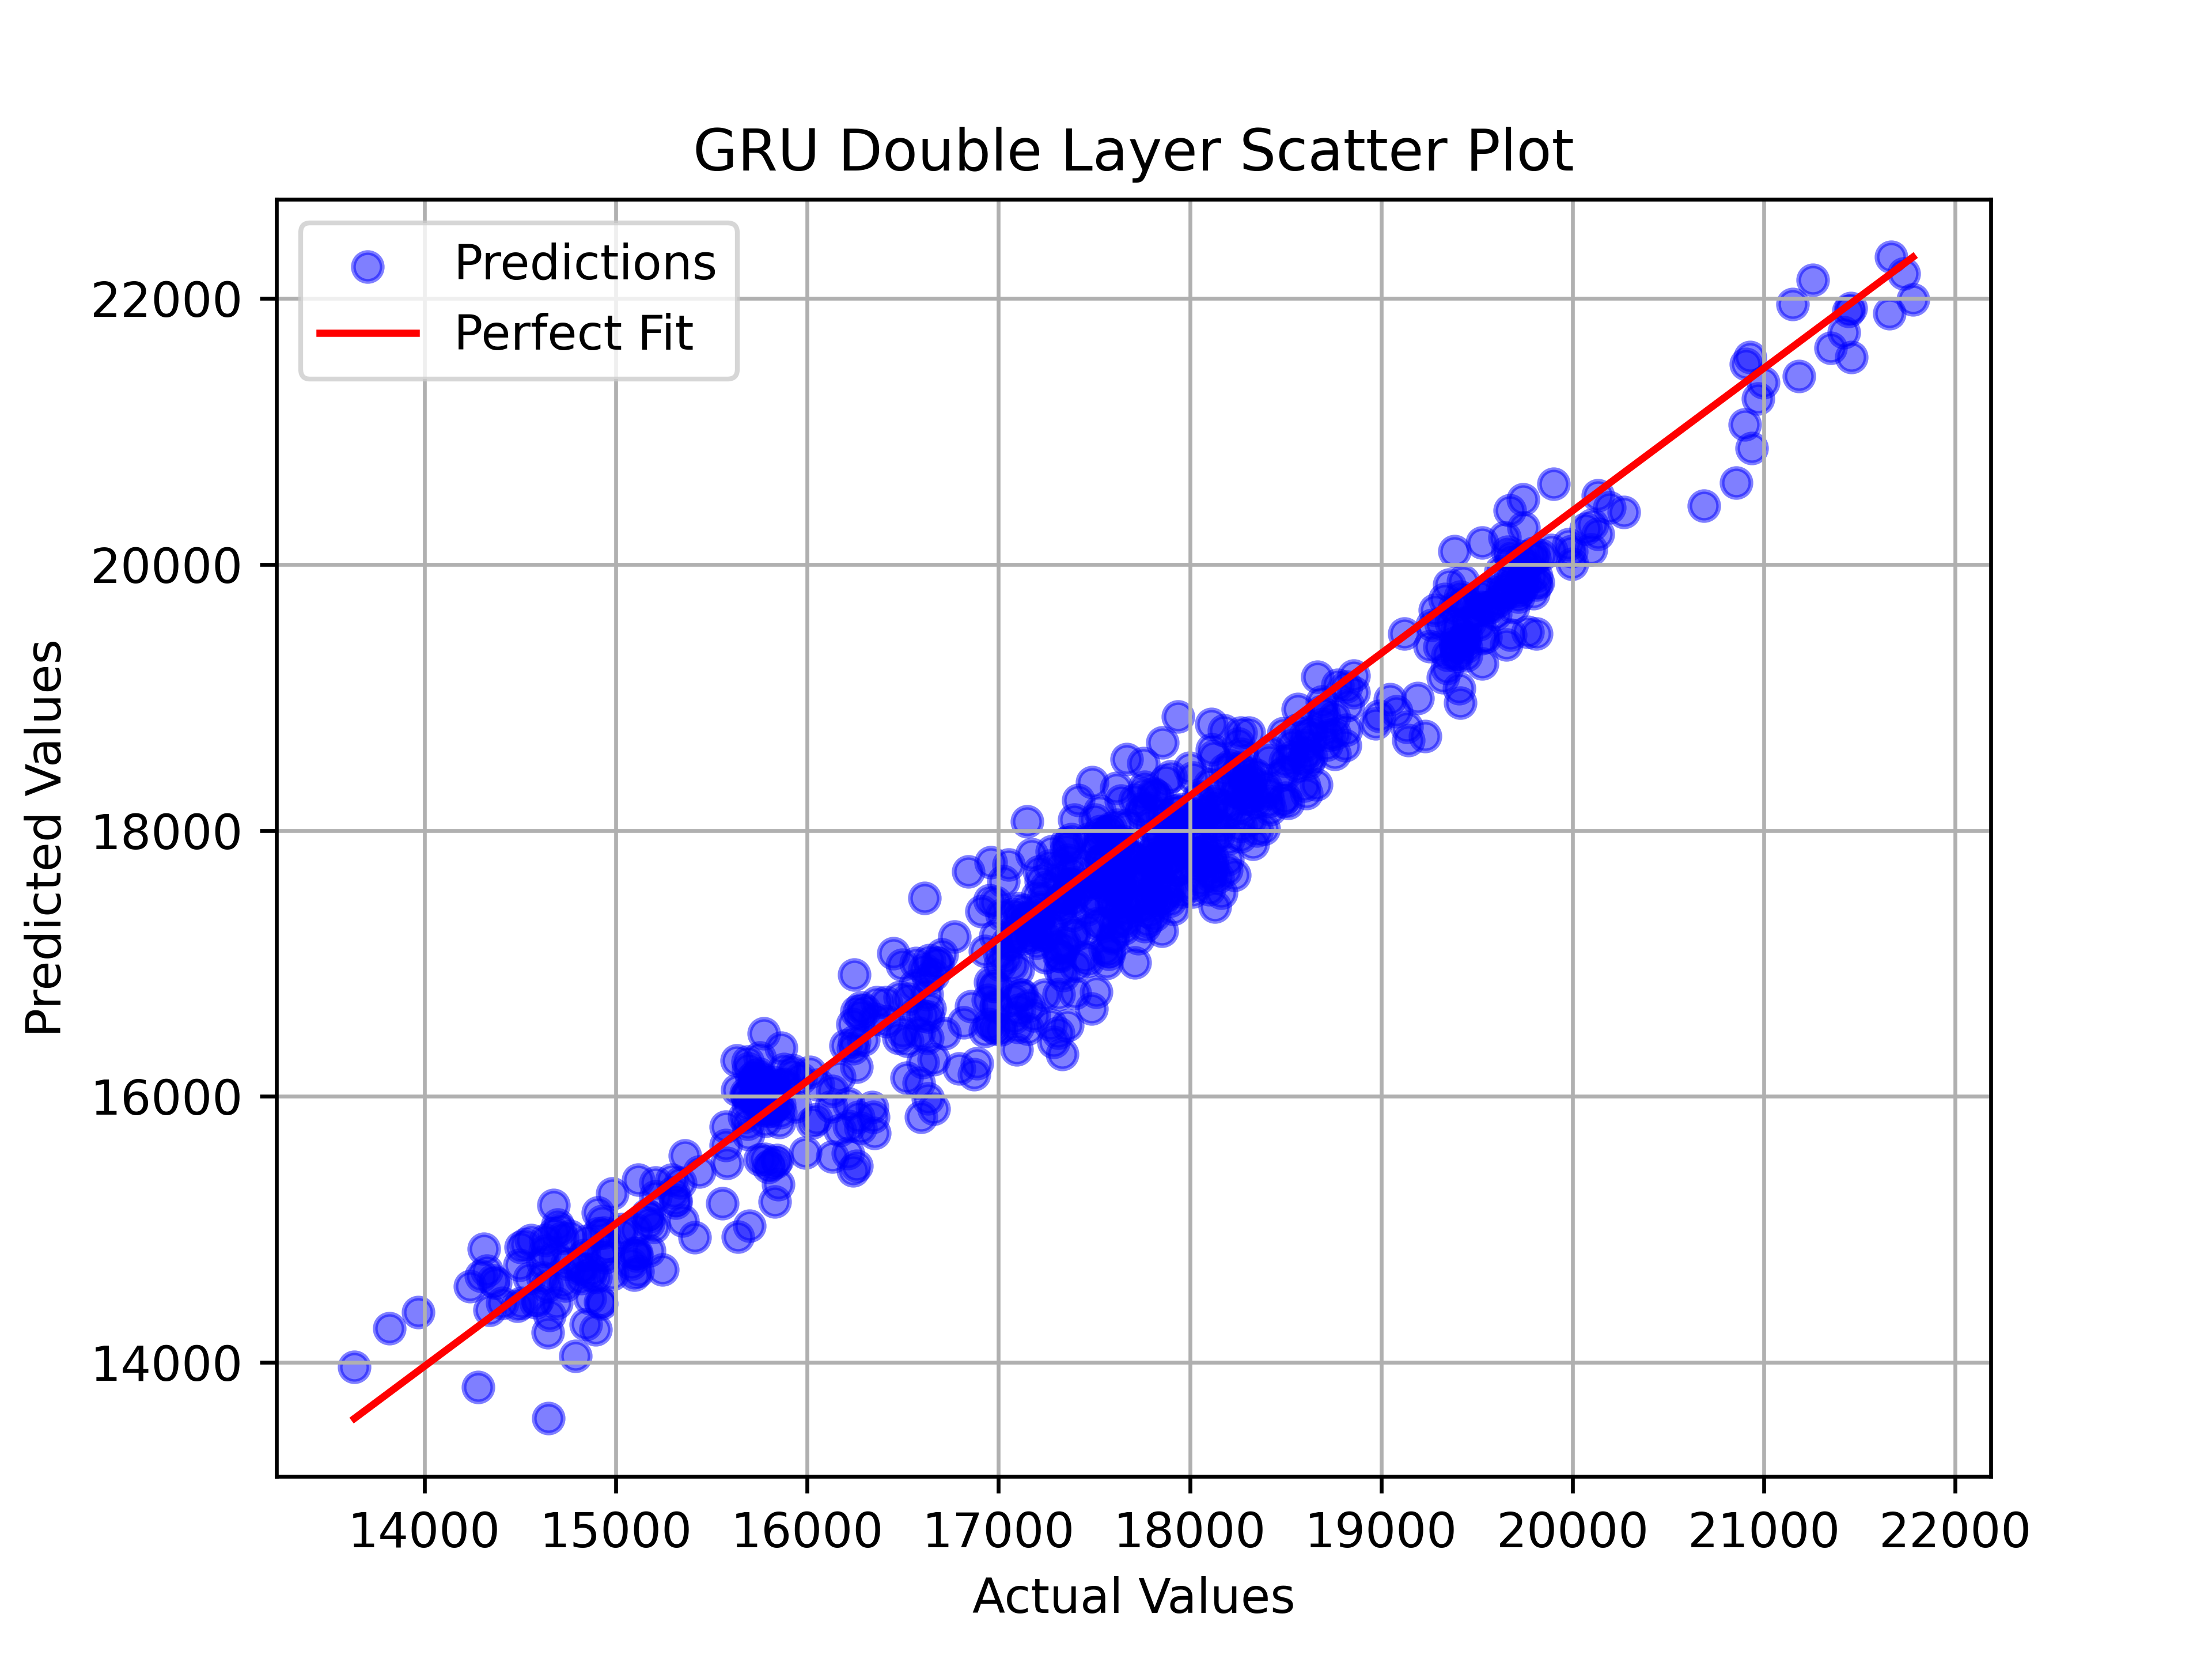 GRU Double Layer Scatter Plot
Predictions
Perfect Fit
22000
20000
18000
16000
14000
Predicted Values
14000 15000 16000 17000 18000 19000 20000 21000 22000
Actual Values